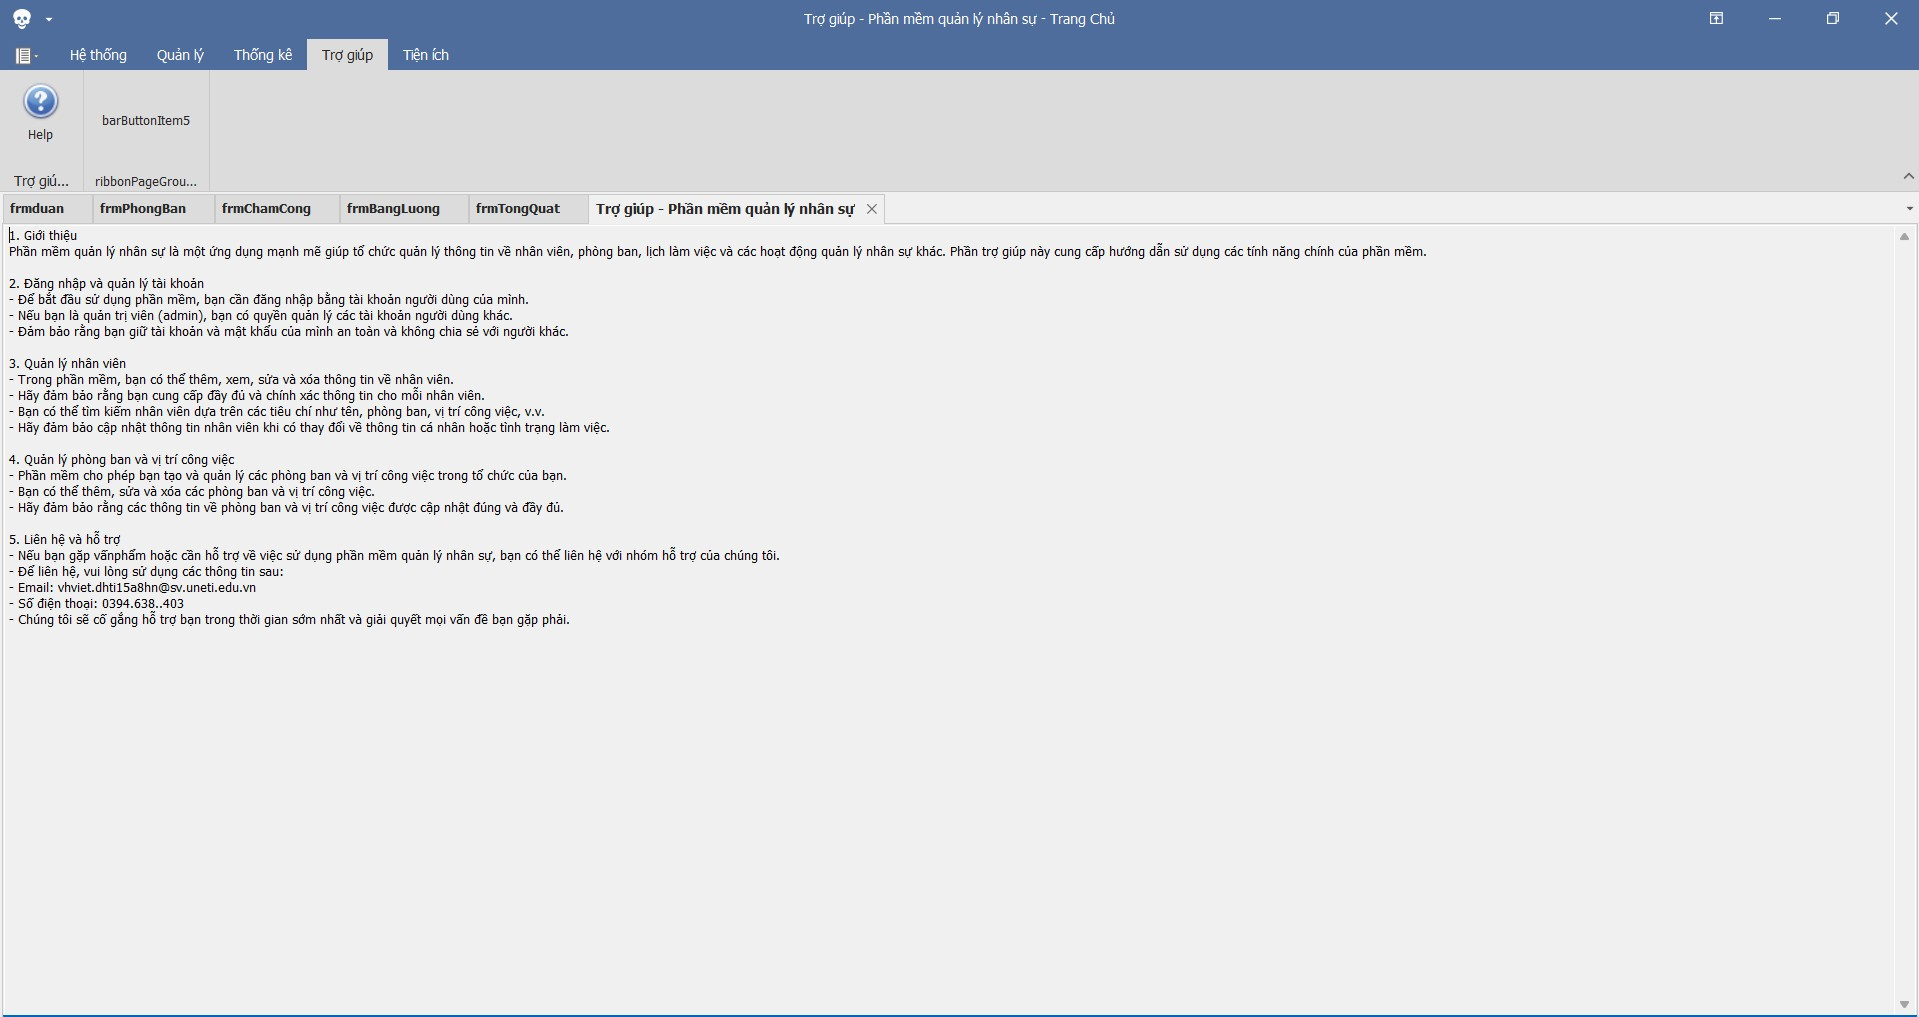 Trợ giúp - Phần mềm quản lý nhân sự - Trang Chủ
Hệ thống Quản lý Thống kê Trợ giúp Tiện ích
Help
barButtonItem5
Trợ giú... ribbonPageGrou...
frmduan frmPhongBan frmChamCong frmBangLuong frmTongQuat Trợ giúp - Phần mềm quản lý nhân sự
1. Giới thiệu
Phần mềm quản lý nhân sự là một ứng dụng mạnh mẽ giúp tổ chức quản lý thông tin về nhân viên, phòng ban, lịch làm việc và các hoạt động quản lý nhân sự khác. Phần trợ giúp này cung cấp hướng dẫn sử dụng các tính năng chính của phần mềm.
2. Đăng nhập và quản lý tài khoản
- Để bắt đầu sử dụng phần mềm, bạn cần đăng nhập bằng tài khoản người dùng của mình.
- Nếu bạn là quản trị viên (admin), bạn có quyền quản lý các tài khoản người dùng khác.
- Đảm bảo rằng bạn giữ tài khoản và mật khẩu của mình an toàn và không chia sẻ với người khác.
3. Quản lý nhân viên
- Trong phần mềm, bạn có thể thêm, xem, sửa và xóa thông tin về nhân viên.
- Hãy đảm bảo rằng bạn cung cấp đầy đủ và chính xác thông tin cho mỗi nhân viên.
- Bạn có thể tìm kiếm nhân viên dựa trên các tiêu chí như tên, phòng ban, vị trí công việc, v.v.
- Hãy đảm bảo cập nhật thông tin nhân viên khi có thay đổi về thông tin cá nhân hoặc tình trạng làm việc.
4. Quản lý phòng ban và vị trí công việc
- Phần mềm cho phép bạn tạo và quản lý các phòng ban và vị trí công việc trong tổ chức của bạn.
- Bạn có thể thêm, sửa và xóa các phòng ban và vị trí công việc.
- Hãy đảm bảo rằng các thông tin về phòng ban và vị trí công việc được cập nhật đúng và đầy đủ.
5. Liên hệ và hỗ trợ
- Nếu bạn gặp vấnphẩm hoặc cần hỗ trợ về việc sử dụng phần mềm quản lý nhân sự, bạn có thể liên hệ với nhóm hỗ trợ của chúng tôi.
- Để liên hệ, vui lòng sử dụng các thông tin sau:
- Email: vhviet.dhti15a8hn@sv.uneti.edu.vn
- Số điện thoại: 0394.638..403
- Chúng tôi sẽ cố gắng hỗ trợ bạn trong thời gian sớm nhất và giải quyết mọi vấn đề bạn gặp phải.